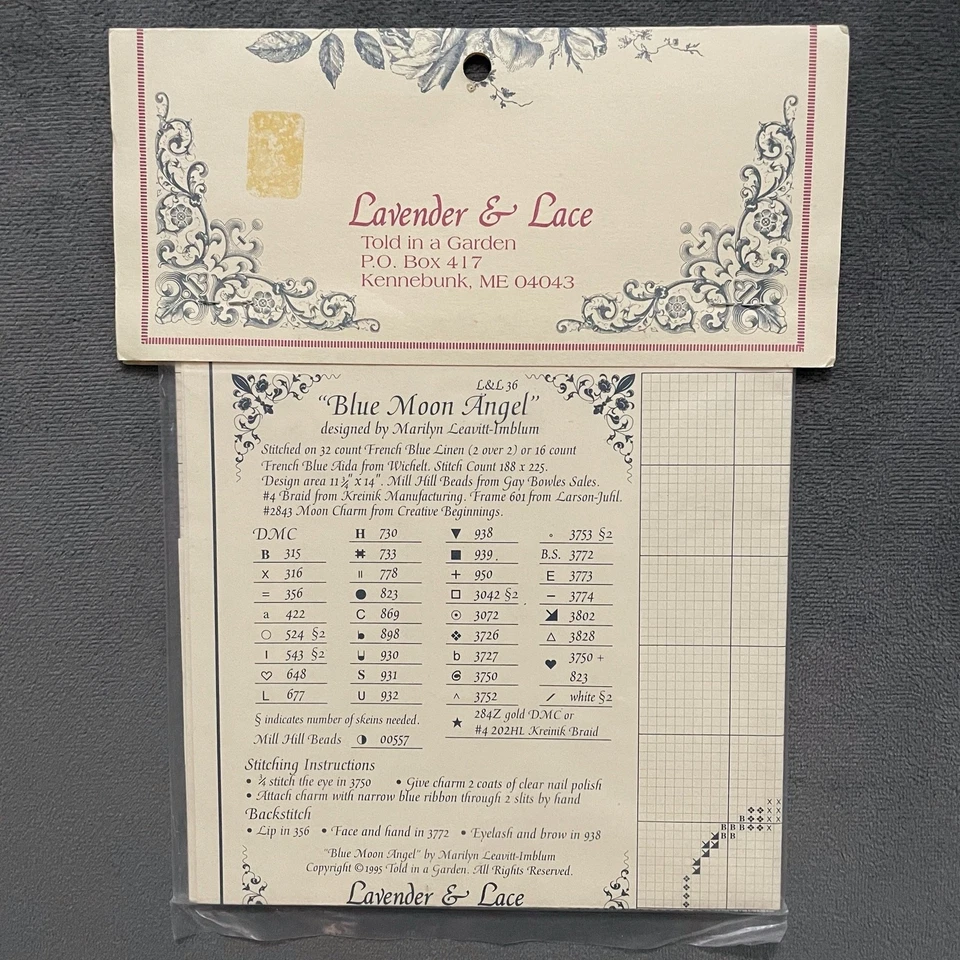 Lavender & Lace
Told in a Garden
P.O. Box 417
Kennebunk, ME 04043
L&L 36
"Blue Moon Angel"
designed by Marilyn Leavitt-Imblum
Stitched on 32 count French Blue Linen (2 over 2) or 16 count
French Blue Aida from Wichelt. Stitch Count 188 x 225.
Design area 11 3/4" x 14". Mill Hill Beads from Gay Bowles Sales.
#4 Braid from Kreinik Manufacturing. Frame 601 from Larson-Juhl.
#2843 Moon Charm from Creative Beginnings.
DMC
B 315
X 316
= 356
a 422
○ 524 §2
I 543 §2
♡ 648
L 677
H 730
# 733
II 778
● 823
C 869
898
930
S 931
U 932
▼ 938
■ 939
+ 950
□ 3042 §2
⊙ 3072
❖ 3726
b 3727
3750
^ 3752
★ 284Z gold DMC or
#4 202HL Kreinik Braid
∘ 3753 §2
B.S. 3772
E 3773
– 3774
3802
△ 3828
♥ 3750 +
823
/ white §2
§ indicates number of skeins needed.
Mill Hill Beads ◑ 00557
Stitching Instructions
• ¾ stitch the eye in 3750 • Give charm 2 coats of clear nail polish
• Attach charm with narrow blue ribbon through 2 slits by hand
Backstitch
• Lip in 356 • Face and hand in 3772 • Eyelash and brow in 938
"Blue Moon Angel" by Marilyn Leavitt-Imblum
Copyright © 1995 Told in a Garden. All Rights Reserved.
Lavender & Lace